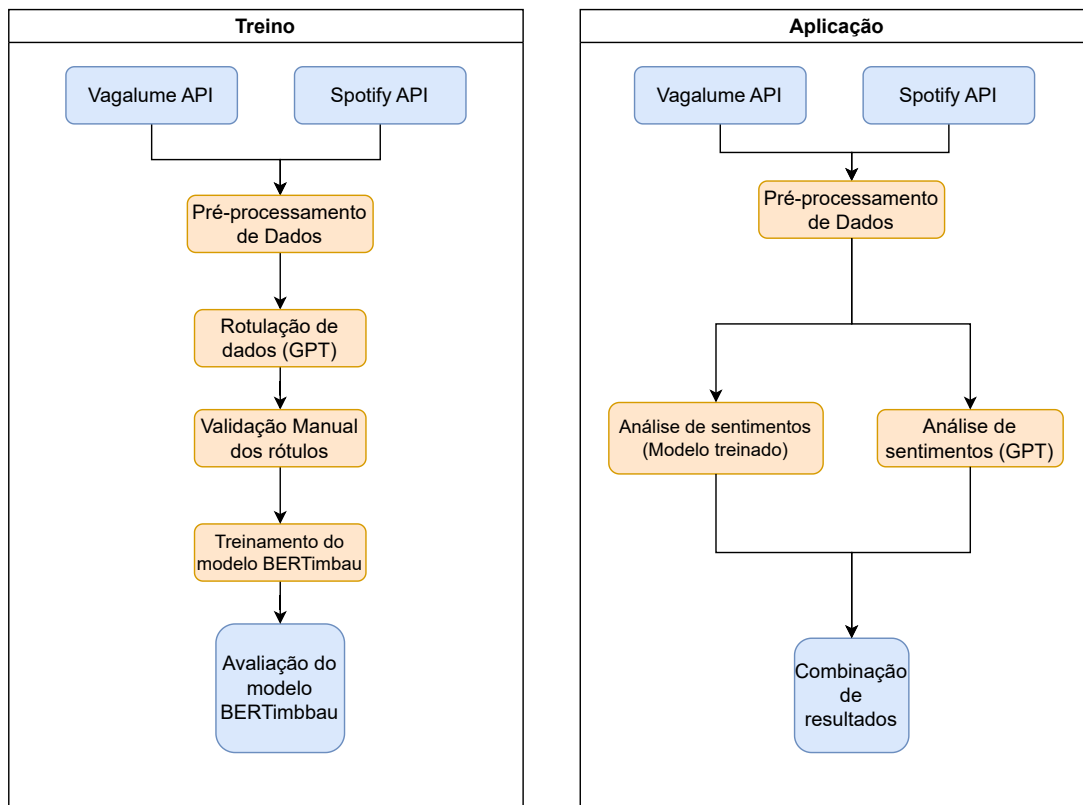 Treino
Vagalume API
Spotify API
Pré-processamento
de Dados
Rotulação de
dados (GPT)
Validação Manual
dos rótulos
Treinamento do
modelo BERTimbau
Avaliação do
modelo
BERTimbbau
Aplicação
Vagalume API
Spotify API
Pré-processamento
de Dados
Análise de sentimentos
(Modelo treinado)
Análise de
sentimentos (GPT)
Combinação
de
resultados